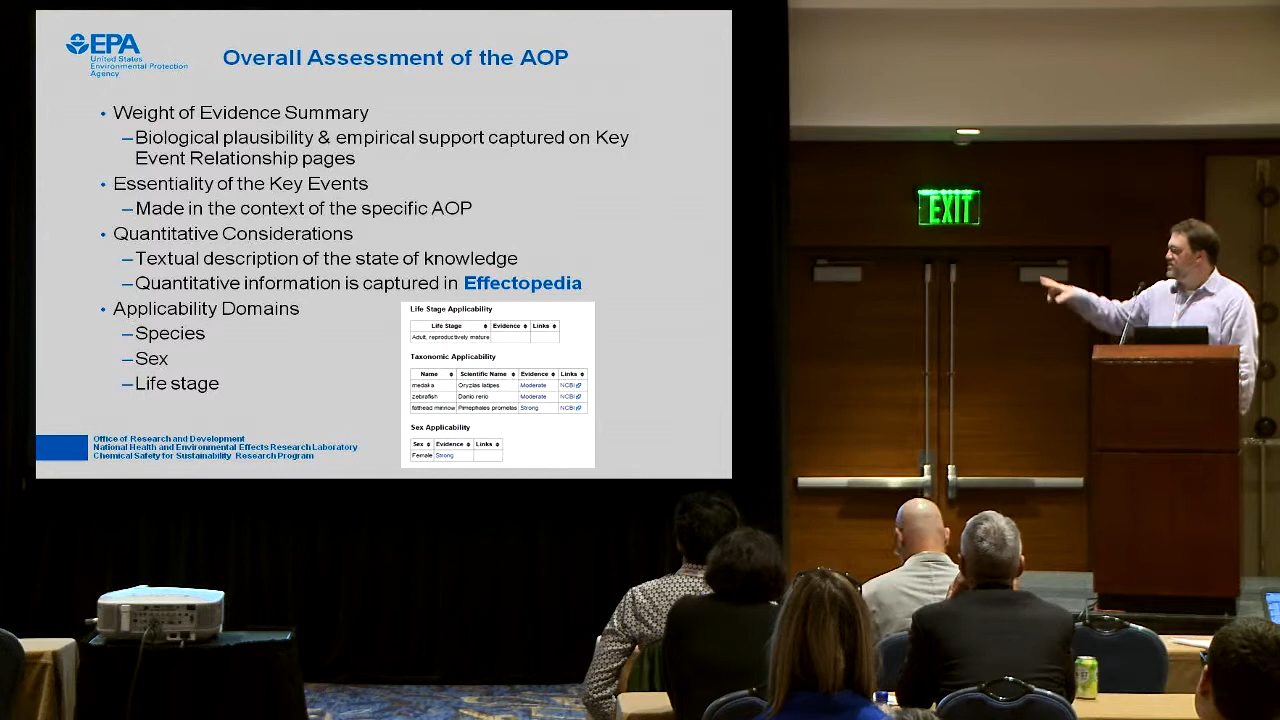 EPA
United States
Environmental Protection
Agency
Overall Assessment of the AOP
• Weight of Evidence Summary
–Biological plausibility & empirical support captured on Key
Event Relationship pages
• Essentiality of the Key Events
–Made in the context of the specific AOP
• Quantitative Considerations
–Textual description of the state of knowledge
–Quantitative information is captured in Effectopedia
• Applicability Domains
–Species
–Sex
–Life stage
Life Stage Applicability
Life Stage Evidence Links
Adult, reproductively mature
Taxonomic Applicability
Name Scientific Name Evidence Links
medaka Oryzias latipes Moderate NCBI
zebrafish Danio rerio Moderate NCBI
fathead minnow Pimephales promelas Strong NCBI
Sex Applicability
Sex Evidence Links
Female Strong
Office of Research and Development
National Health and Environmental Effects Research Laboratory
Chemical Safety for Sustainability Research Program
EXIT